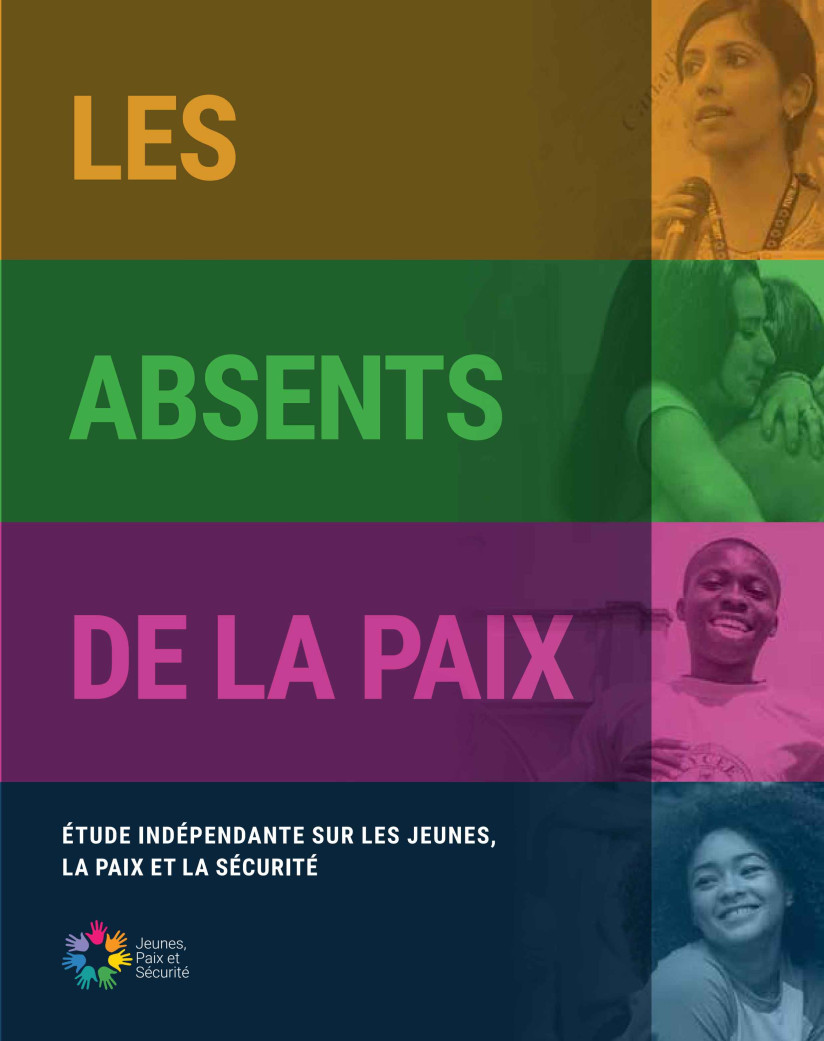 LES
ABSENTS
DE LA PAIX
ÉTUDE INDÉPENDANTE SUR LES JEUNES,
LA PAIX ET LA SÉCURITÉ
Jeunes,
Paix et
Sécurité